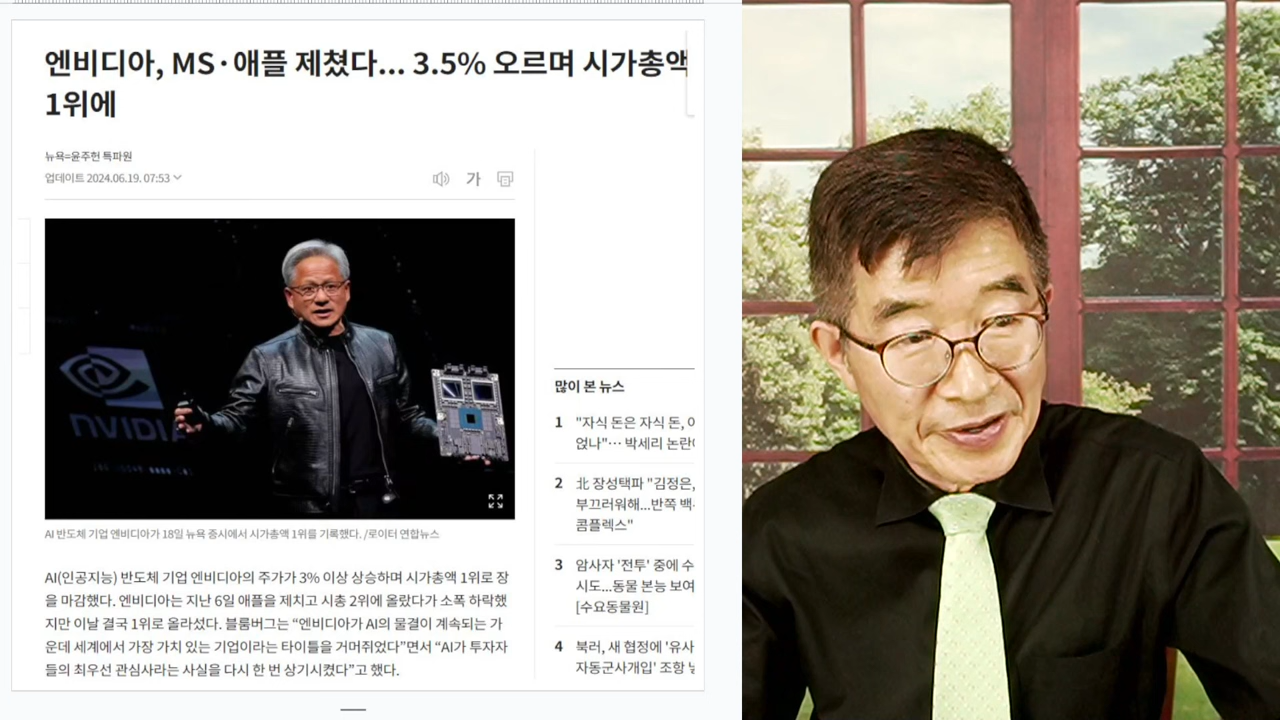 엔비디아, MS·애플 제쳤다... 3.5% 오르며 시가총액
1위에
뉴욕=윤주헌 특파원
업데이트 2024.06.19. 07:53
가
NVIDIA
AI 반도체 기업 엔비디아가 18일 뉴욕 증시에서 시가총액 1위를 기록했다. /로이터 연합뉴스
AI(인공지능) 반도체 기업 엔비디아의 주가가 3% 이상 상승하며 시가총액 1위로 장
을 마감했다. 엔비디아는 지난 6일 애플을 제치고 시총 2위에 올랐다가 소폭 하락했
지만 이날 결국 1위로 올라섰다. 블룸버그는 “엔비디아가 AI의 물결이 계속되는 가
운데 세계에서 가장 가치 있는 기업이라는 타이틀을 거머쥐었다”면서 “AI가 투자자
들의 최우선 관심사라는 사실을 다시 한 번 상기시켰다”고 했다.
많이 본 뉴스
1 "자식 돈은 자식 돈,
었나"… 박세리 논란
2 北 장성택파 "김정은,
부끄러워해...반쪽 백
콤플렉스"
3 암사자 '전투' 중에 수
시도...동물 본능 보여
[수요동물원]
4 북러, 새 협정에 '유사
자동군사개입' 조항